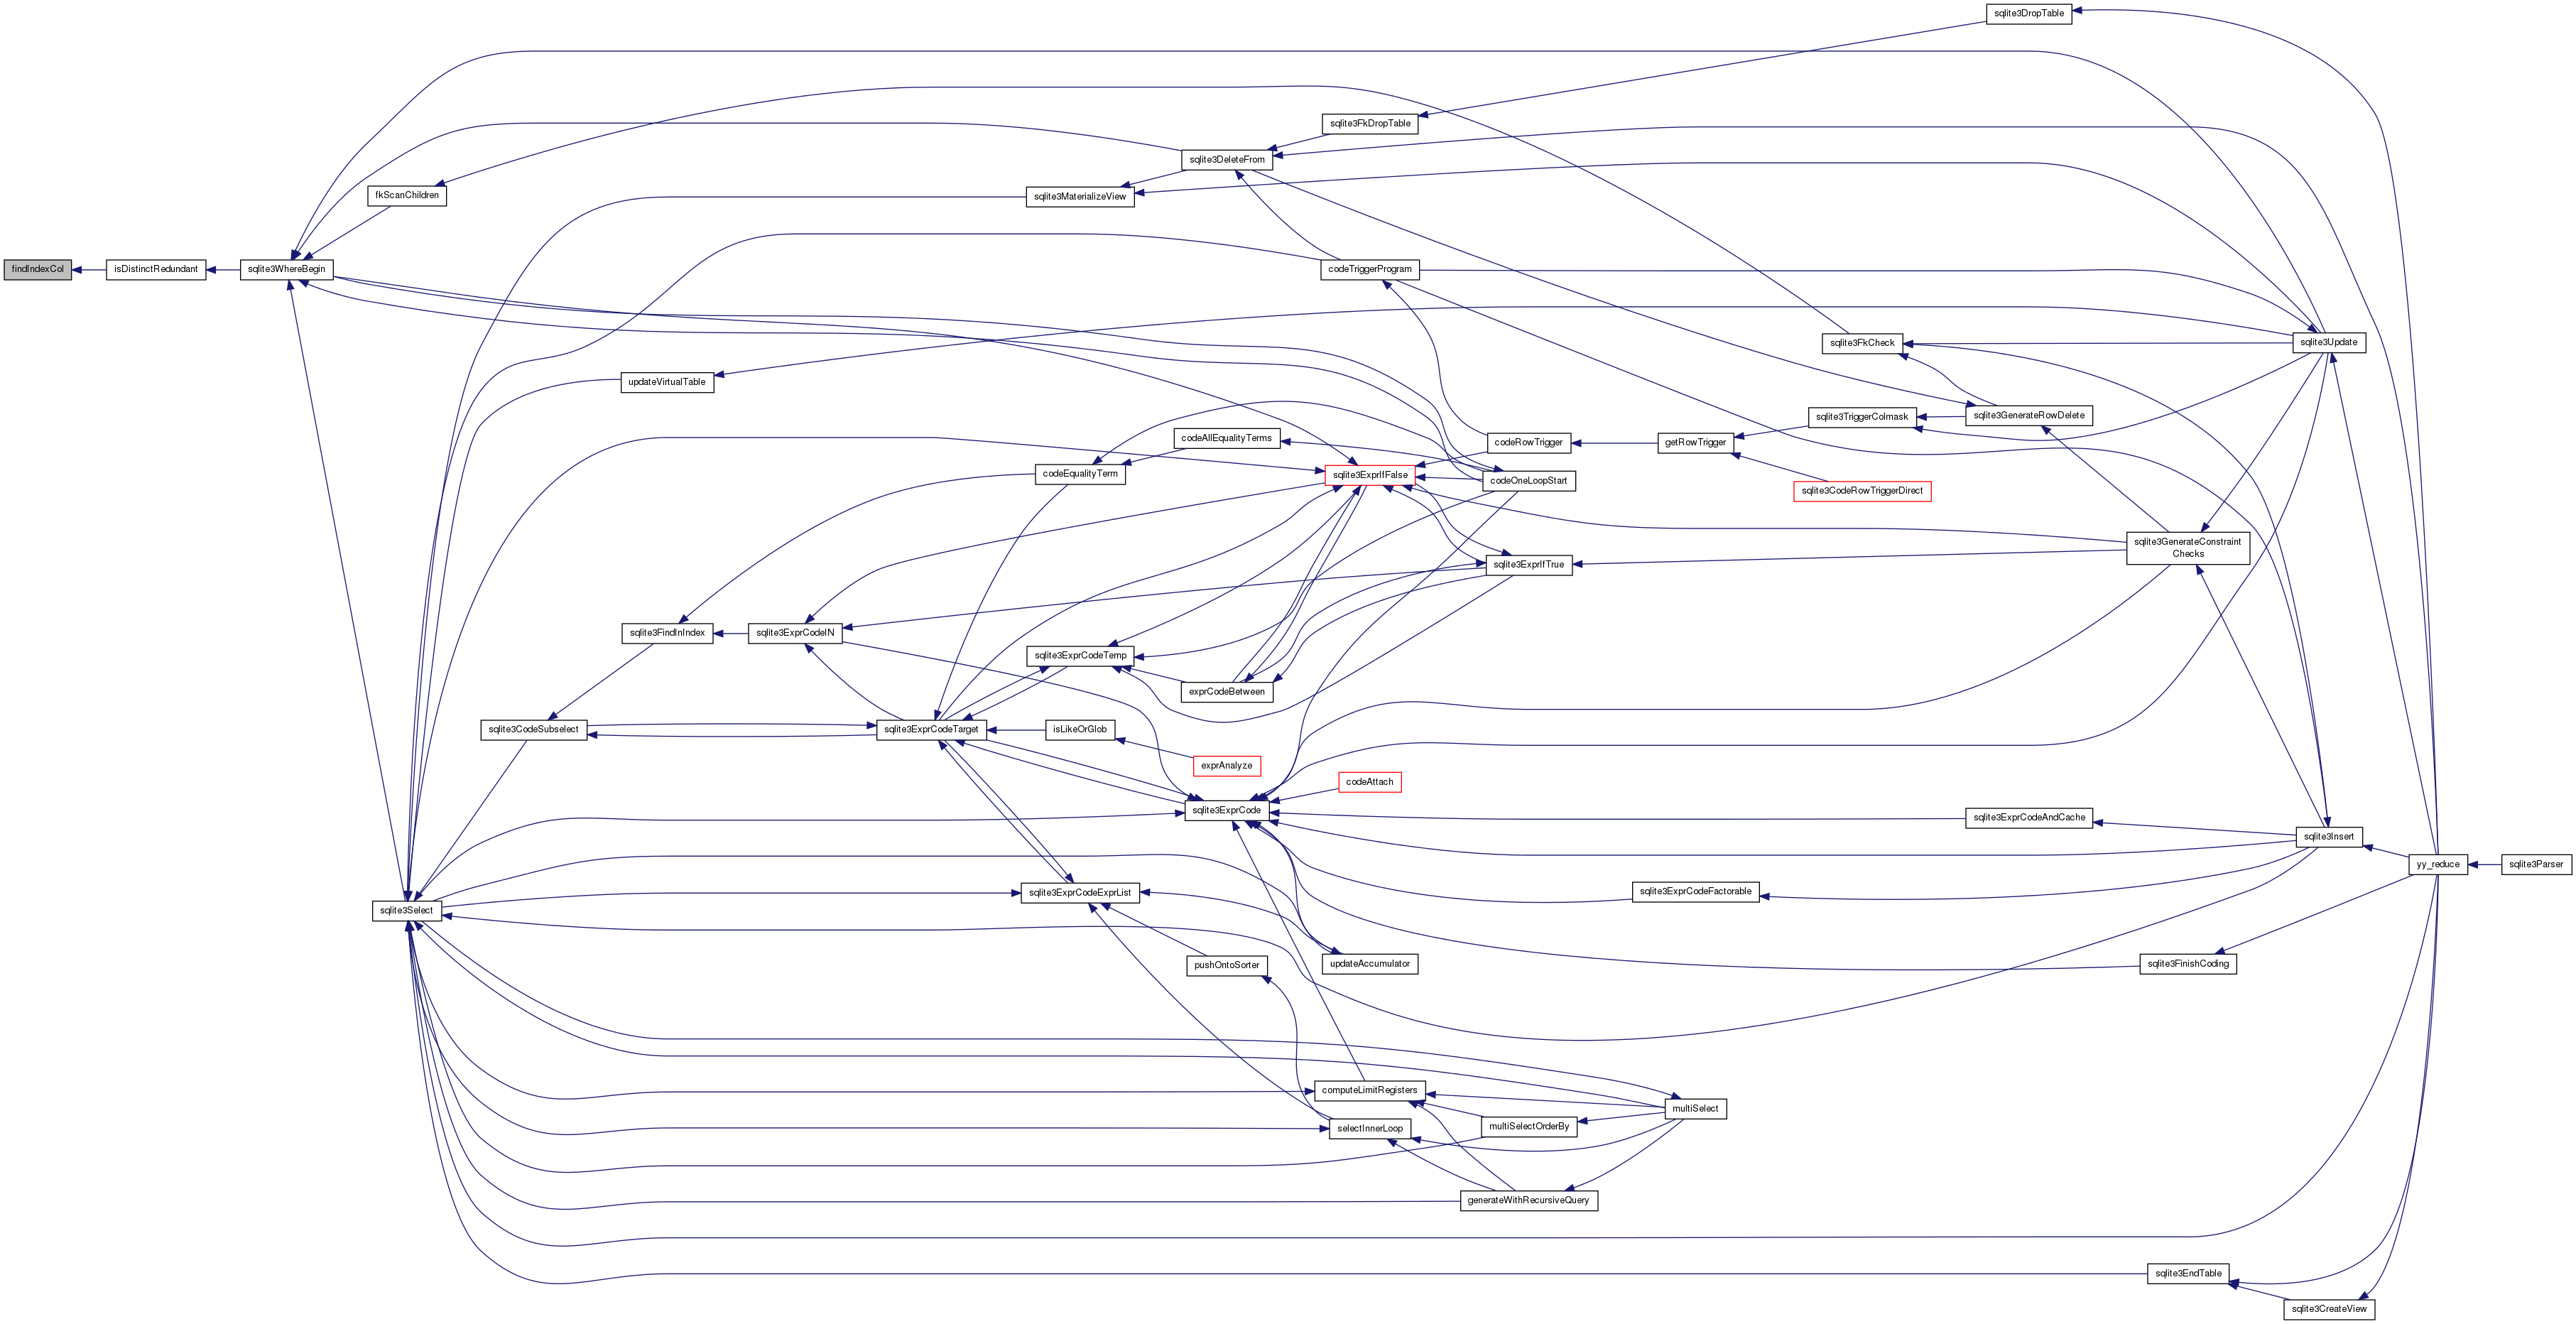 sqlite3DropTable
sqlite3FkDropTable
sqlite3DeleteFrom
fkScanChildren
sqlite3MaterializeView
findIndexCol
isDistinctRedundant
sqlite3WhereBegin
codeTriggerProgram
sqlite3FkCheck
sqlite3Update
updateVirtualTable
sqlite3TriggerColmask
sqlite3GenerateRowDelete
codeAllEqualityTerms
codeRowTrigger
getRowTrigger
codeEqualityTerm
sqlite3ExprIfFalse
codeOneLoopStart
sqlite3CodeRowTriggerDirect
sqlite3GenerateConstraint
Checks
sqlite3ExprIfTrue
sqlite3FindInIndex
sqlite3ExprCodeIN
sqlite3ExprCodeTemp
exprCodeBetween
sqlite3CodeSubselect
sqlite3ExprCodeTarget
isLikeOrGlob
exprAnalyze
codeAttach
sqlite3ExprCode
sqlite3ExprCodeAndCache
sqlite3Insert
yy_reduce
sqlite3Parser
sqlite3ExprCodeExprList
sqlite3ExprCodeFactorable
sqlite3Select
pushOntoSorter
updateAccumulator
sqlite3FinishCoding
computeLimitRegisters
multiSelect
selectInnerLoop
multiSelectOrderBy
generateWithRecursiveQuery
sqlite3EndTable
sqlite3CreateView